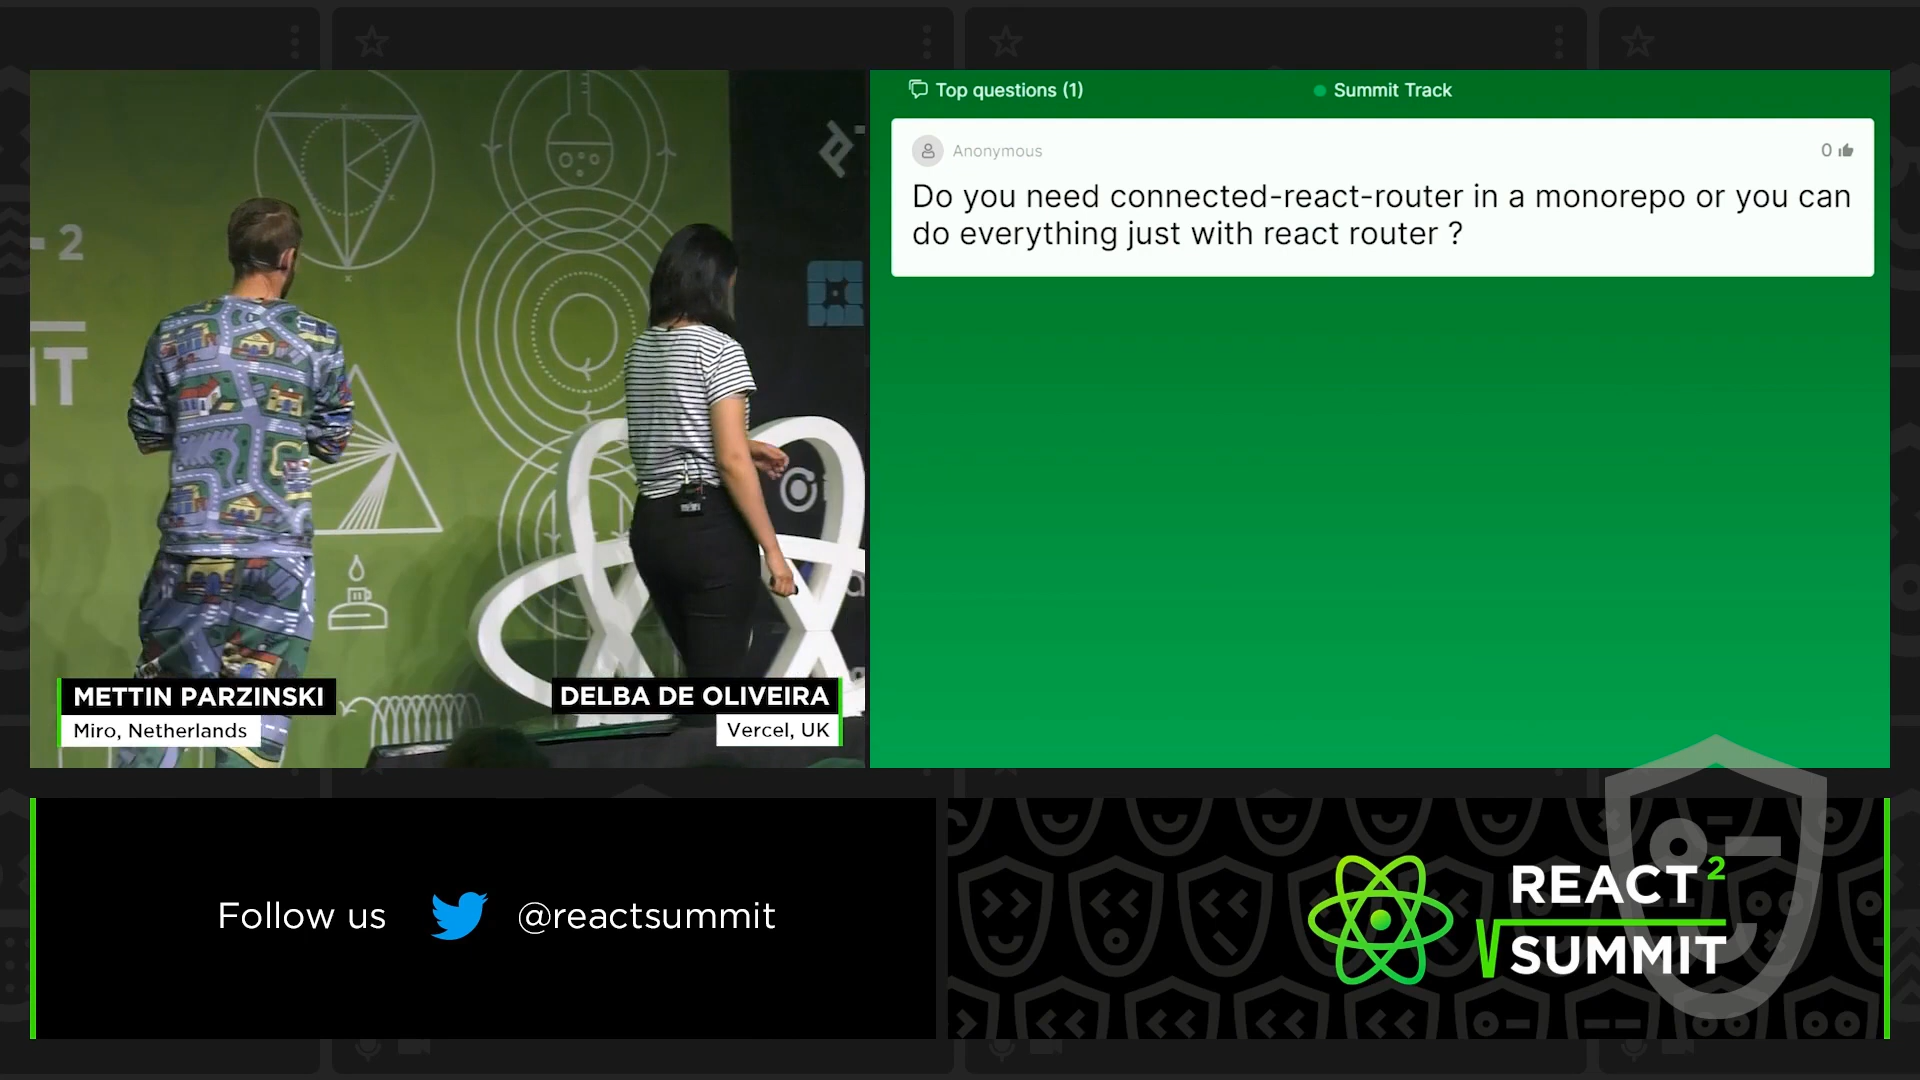 Top questions (1)
Summit Track
Anonymous
0
Do you need connected-react-router in a monorepo or you can
do everything just with react router ?
2
IT
METTIN PARZINSKI
Miro, Netherlands
DELBA DE OLIVEIRA
Vercel, UK
Follow us
@reactsummit
REACT 2
SUMMIT